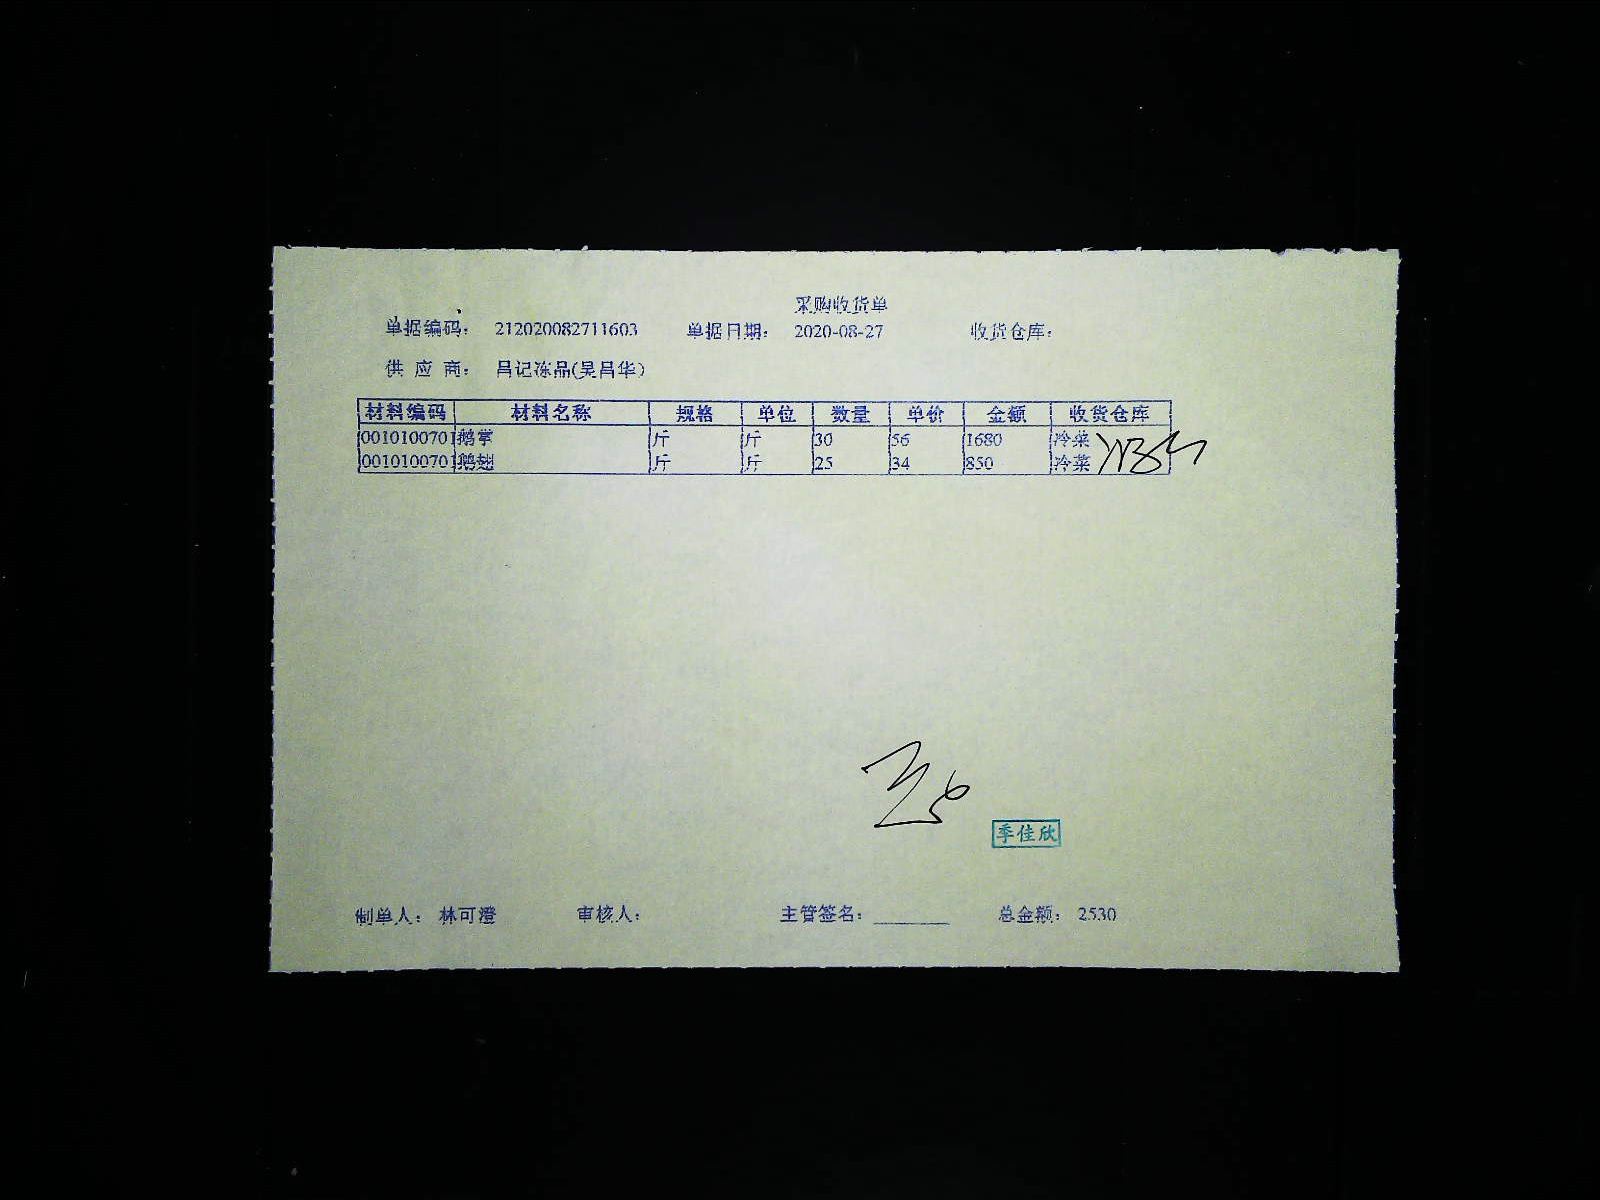 采购收货单
单据编码： 212020082711603 单据日期： 2020-08-27 收货仓库：
供 应 商： 吕记冻品(吴昌华)
材料编码 材料名称 规格 单位 数量 单价 金额 收货仓库
0010100701 鹅掌 斤 斤 30 56 1680 冷菜
0010100701 鹅翅 斤 斤 25 34 850 冷菜
季佳欣
制单人： 林可澄 审核人： 主管签名： 总金额： 2530